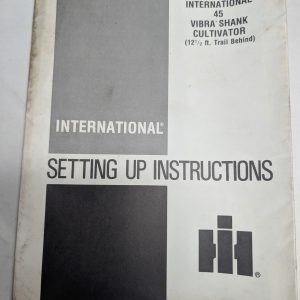 INTERNATIONAL
45
VIBRA SHANK
CULTIVATOR
(12½ ft. Trail Behind)
INTERNATIONAL®
SETTING UP INSTRUCTIONS
IH
®